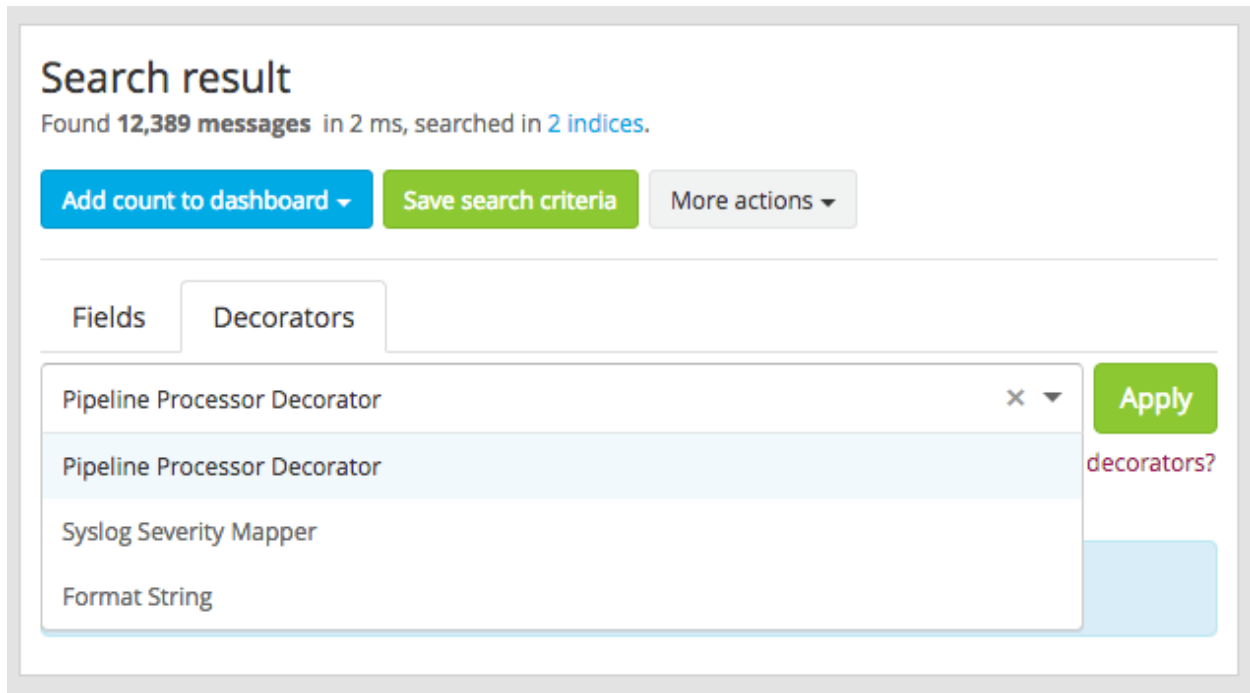 Search result
Found 12,389 messages in 2 ms, searched in 2 indices.
Add count to dashboard Save search criteria More actions
Fields Decorators
Pipeline Processor Decorator × Apply
Pipeline Processor Decorator decorators?
Syslog Severity Mapper
Format String